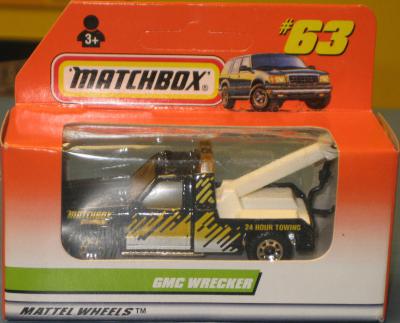 #63
3+
MATCHBOX®
MATCHBOX
24 HOUR TOWING
GMC WRECKER
MATTEL WHEELS™